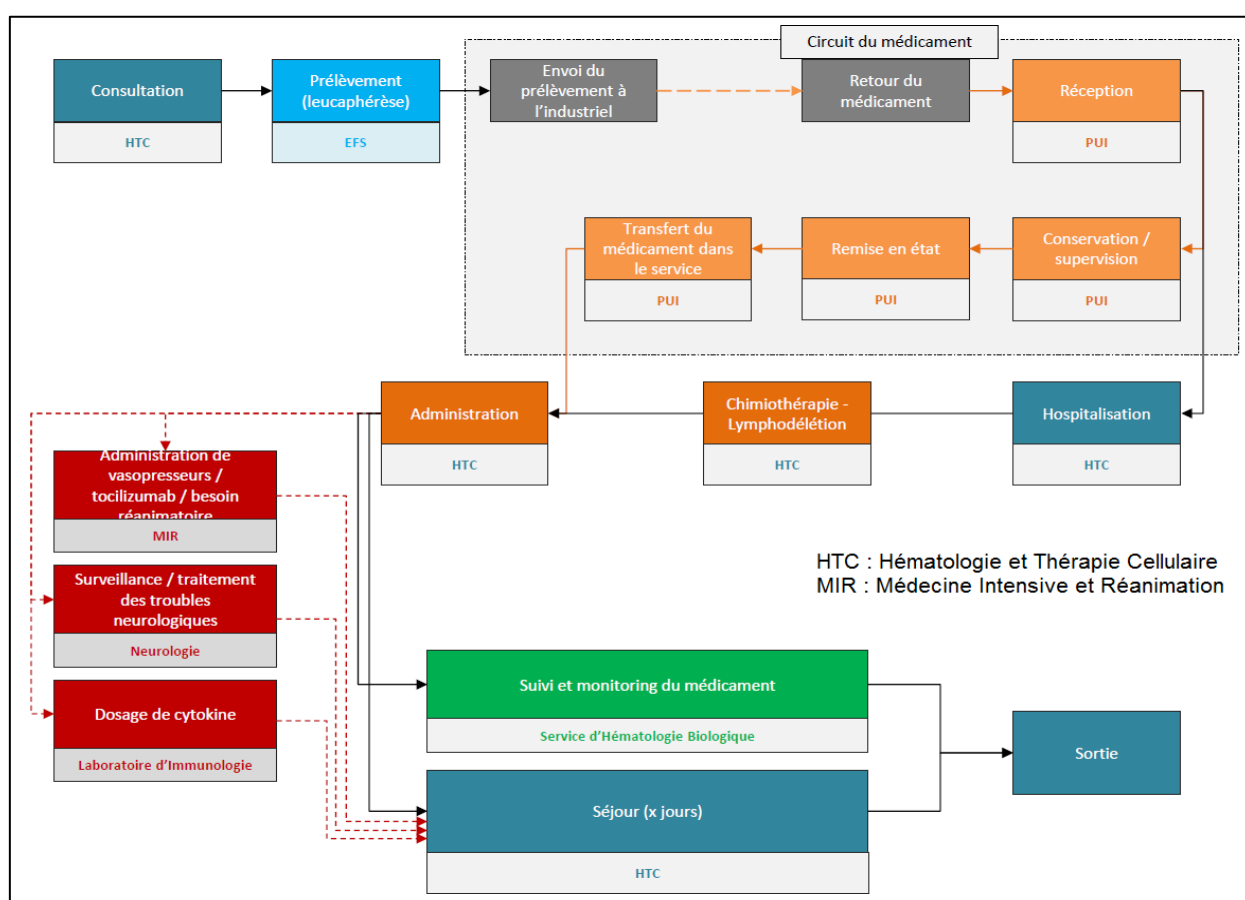 Circuit du médicament
Consultation
HTC
Prélèvement
(leucaphérèse)
EFS
Envoi du
prélèvement à
l'industriel
Retour du
médicament
Réception
PUI
Transfert du
médicament dans
le service
PUI
Remise en état
PUI
Conservation /
supervision
PUI
Administration
HTC
Chimiothérapie -
Lymphodélétion
HTC
Hospitalisation
HTC
Administration de
vasopresseurs /
tocilizumab / besoin
réanimatoire
MIR
HTC : Hématologie et Thérapie Cellulaire
MIR : Médecine Intensive et Réanimation
Surveillance / traitement
des troubles
neurologiques
Neurologie
Dosage de cytokine
Laboratoire d'Immunologie
Suivi et monitoring du médicament
Service d'Hématologie Biologique
Séjour (x jours)
HTC
Sortie